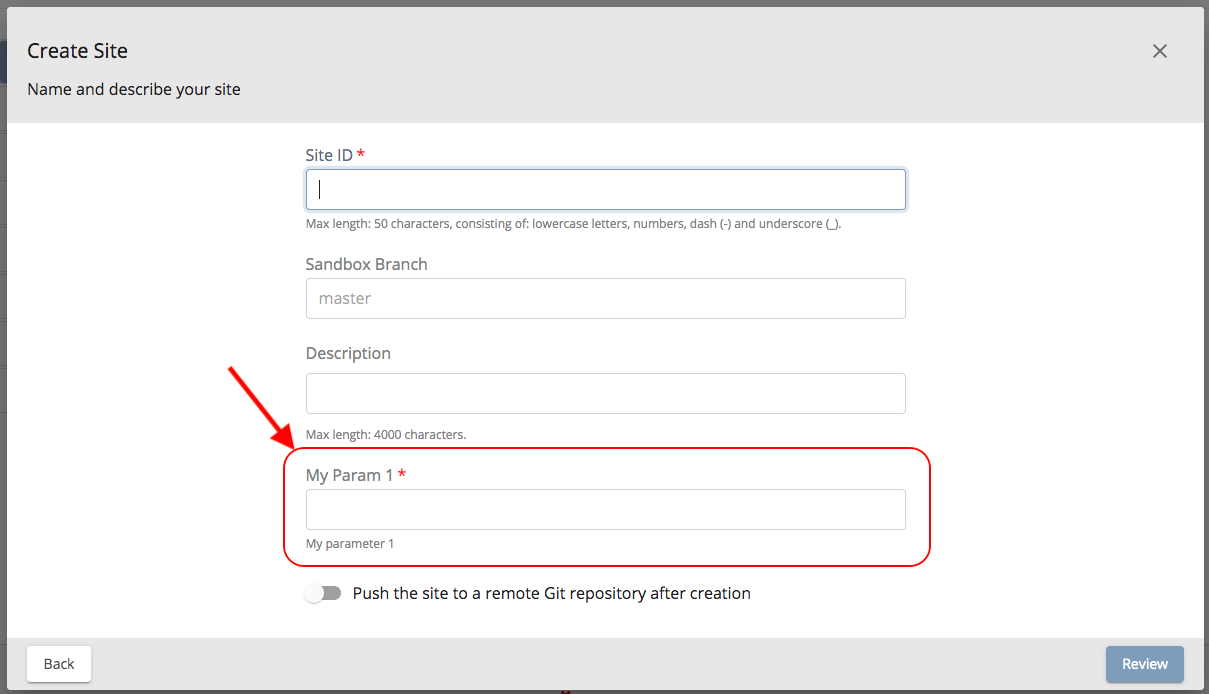 Create Site
Name and describe your site
Site ID *
Max length: 50 characters, consisting of: lowercase letters, numbers, dash (-) and underscore (_).
Sandbox Branch
master
Description
Max length: 4000 characters.
My Param 1 *
My parameter 1
Push the site to a remote Git repository after creation
Back
Review